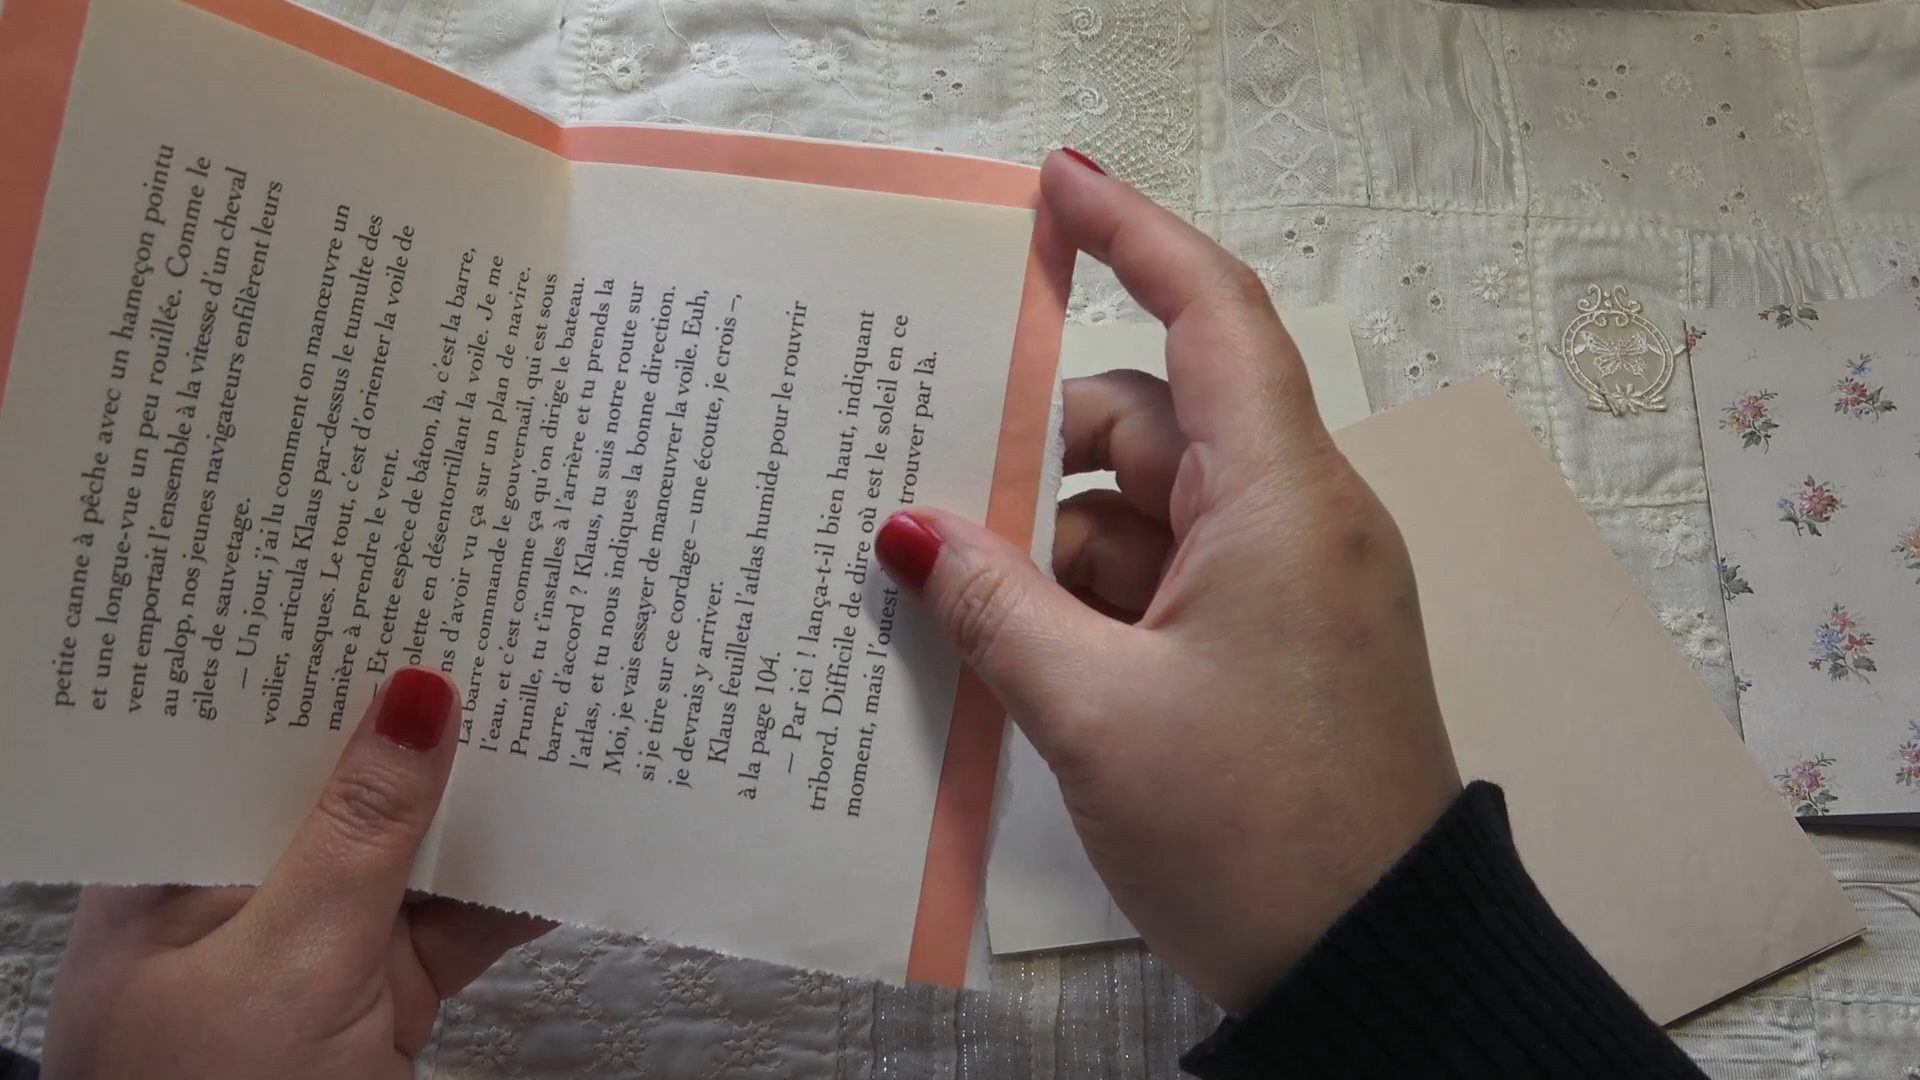 petite canne à pêche avec un hameçon pointu
et une longue-vue un peu rouillée. Comme le
vent emportait l'ensemble à la vitesse d'un cheval
au galop, nos jeunes navigateurs enfilèrent leurs
gilets de sauvetage.
— Un jour, j'ai lu comment on manœuvre un
voilier, articula Klaus par-dessus le tumulte des
bourrasques. Le tout, c'est d'orienter la voile de
manière à prendre le vent.
— Et cette espèce de bâton, là, c'est la barre,
olette en désentortillant la voile. Je me
ns d'avoir vu ça sur un plan de navire.
La barre commande le gouvernail, qui est sous
l'eau, et c'est comme ça qu'on dirige le bateau.
Prunille, tu t'installes à l'arrière et tu prends la
barre, d'accord ? Klaus, tu suis notre route sur
l'atlas, et tu nous indiques la bonne direction.
Moi, je vais essayer de manœuvrer la voile. Euh,
si je tire sur ce cordage – une écoute, je crois –,
je devrais y arriver.
Klaus feuilleta l'atlas humide pour le rouvrir
à la page 104.
— Par ici ! lança-t-il bien haut, indiquant
tribord. Difficile de dire où est le soleil en ce
moment, mais l'ouest trouver par là.